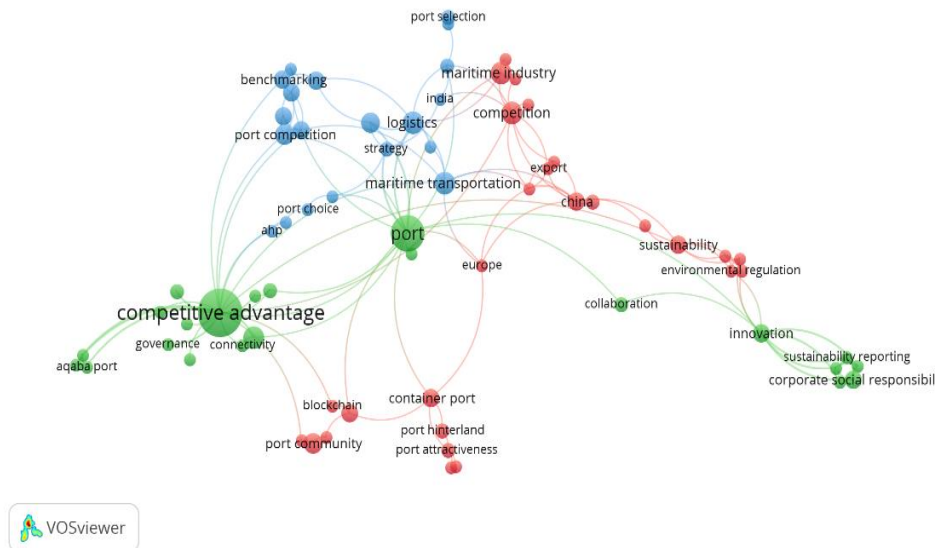 port selection
maritime industry
benchmarking
india
competition
logistics
port competition
strategy
export
maritime transportation
china
port choice
ahp
port
sustainability
europe
environmental regulation
collaboration
competitive advantage
innovation
governance
connectivity
sustainability reporting
aqaba port
corporate social responsibil
blockchain
container port
port hinterland
port community
port attractiveness
VOSviewer